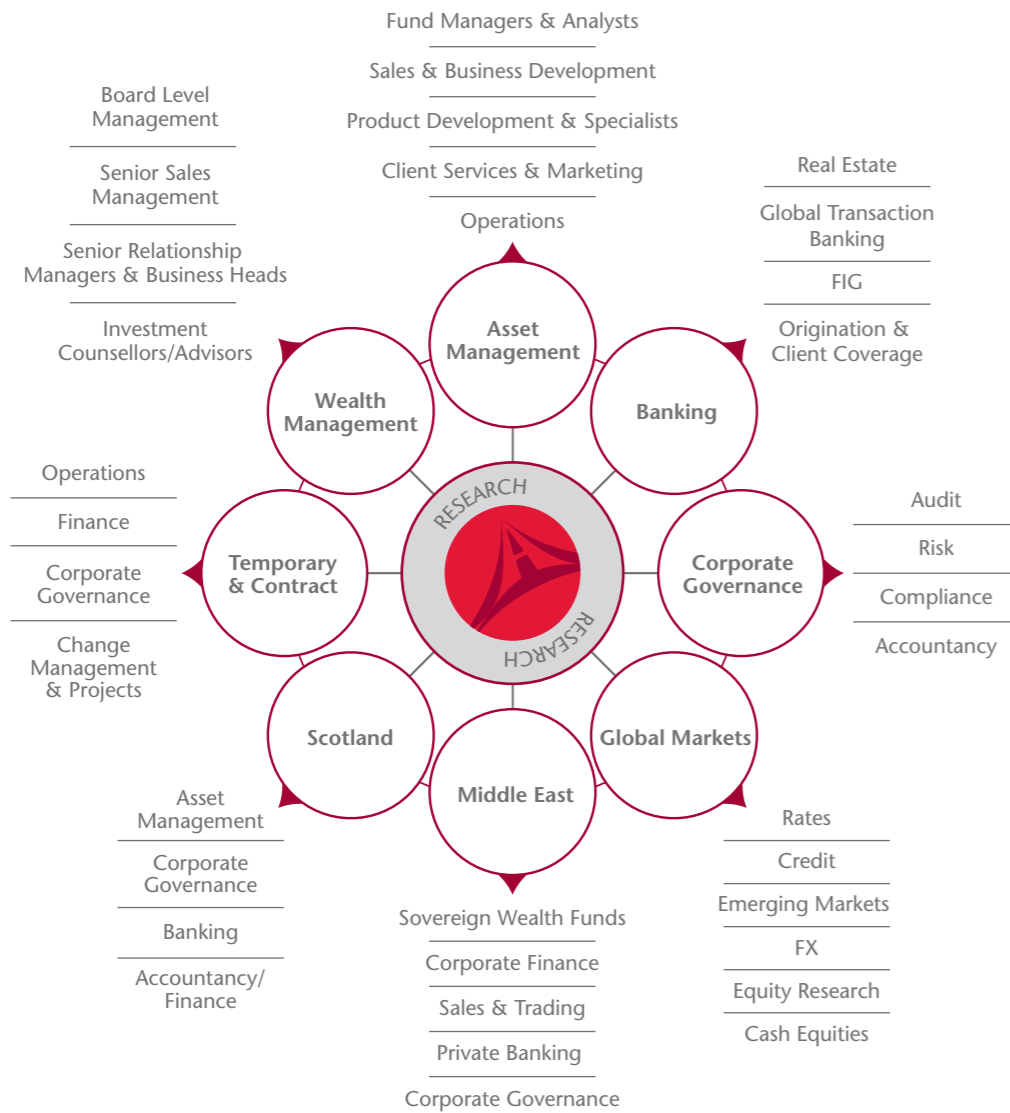 Fund Managers & Analysts
Sales & Business Development
Product Development & Specialists
Client Services & Marketing
Operations
Board Level
Management
Senior Sales
Management
Senior Relationship
Managers & Business Heads
Investment
Counsellors/Advisors
Real Estate
Global Transaction
Banking
FIG
Origination &
Client Coverage
Asset
Management
Wealth
Management
Banking
Operations
Finance
Corporate
Governance
Change
Management
& Projects
Temporary
& Contract
RESEARCH
RESEARCH
Corporate
Governance
Audit
Risk
Compliance
Accountancy
Scotland
Middle East
Global Markets
Asset
Management
Corporate
Governance
Banking
Accountancy/
Finance
Sovereign Wealth Funds
Corporate Finance
Sales & Trading
Private Banking
Corporate Governance
Rates
Credit
Emerging Markets
FX
Equity Research
Cash Equities